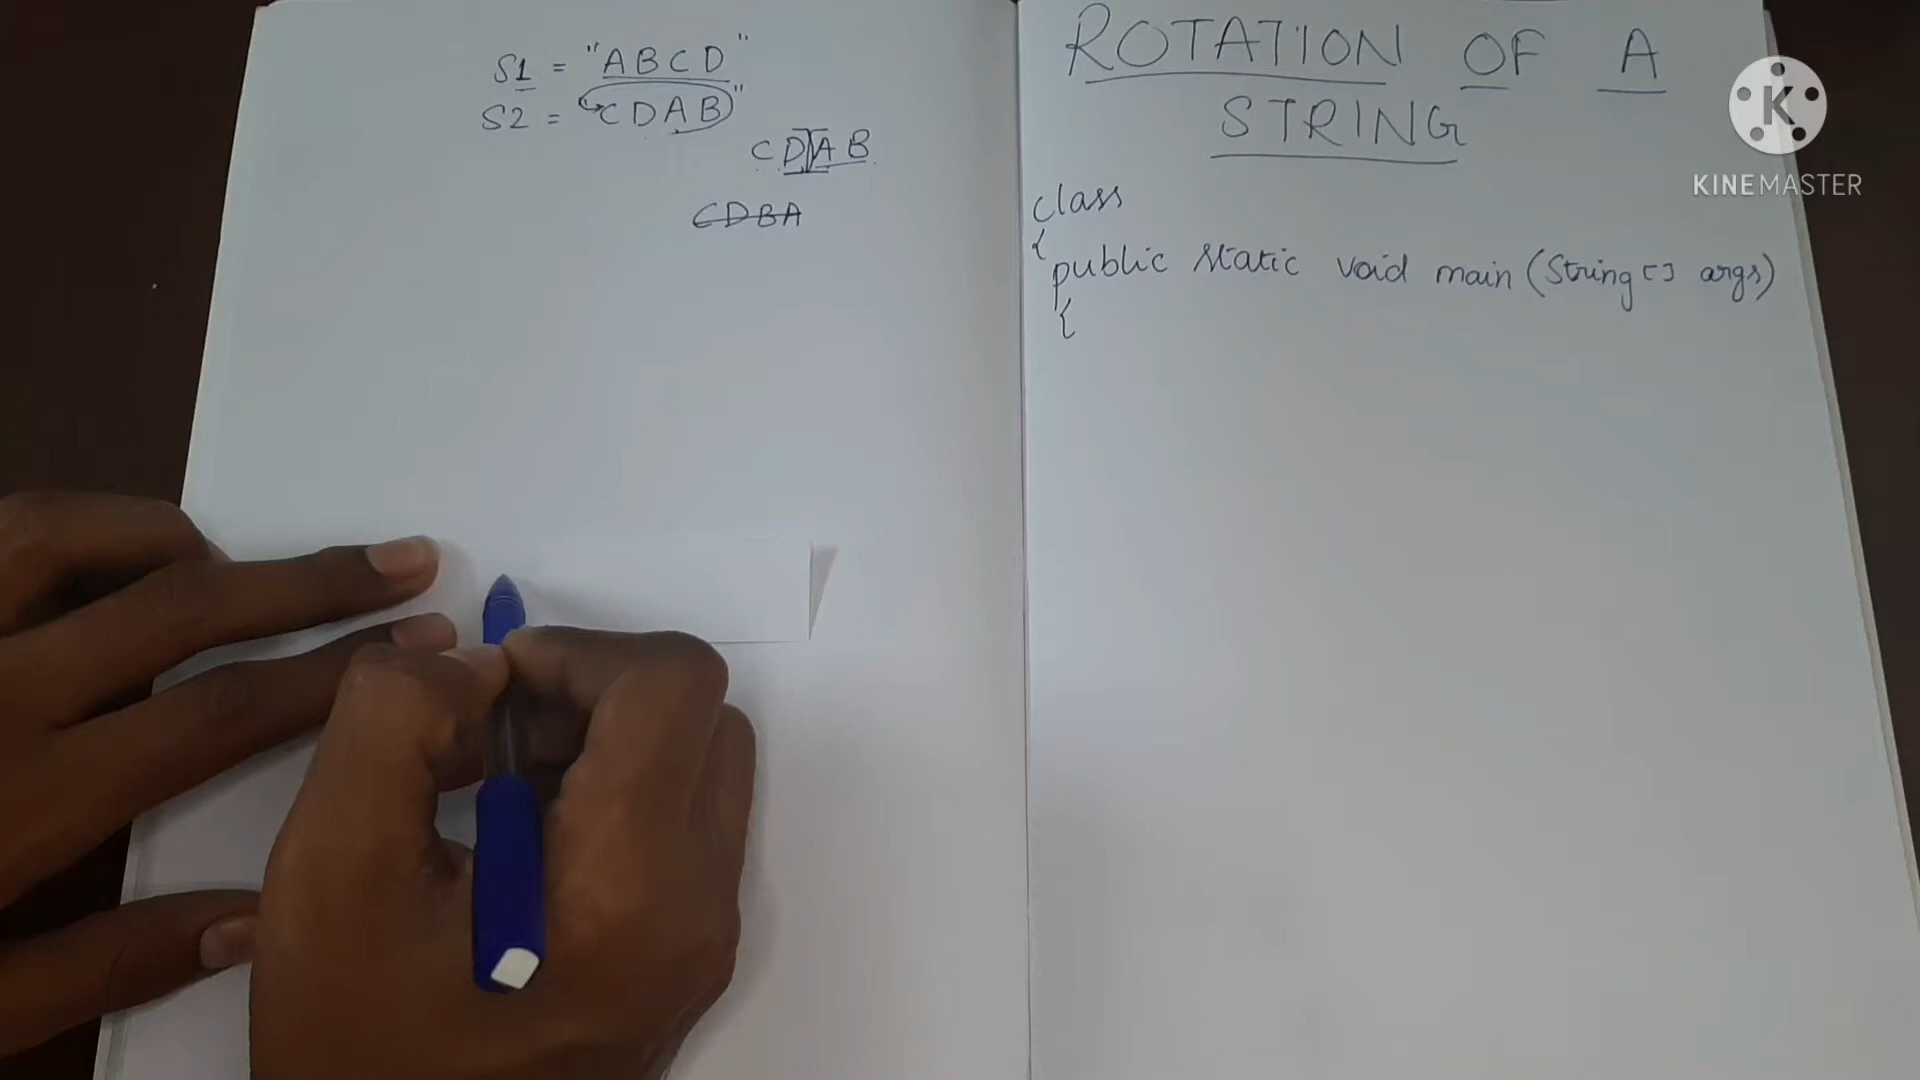 S1 = "ABCD"
S2 = CDAB"
CDAB
CDBA
ROTATION OF A
STRING
class
{
public static void main (String [] args)
{
K
KINEMASTER